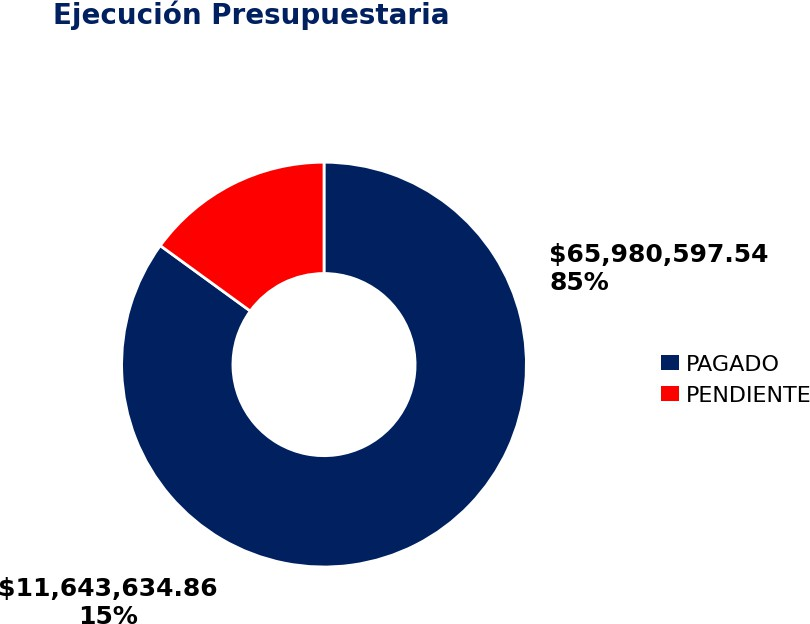 Ejecución Presupuestaria
$65,980,597.54
85%
PAGADO
PENDIENTE
$11,643,634.86
15%